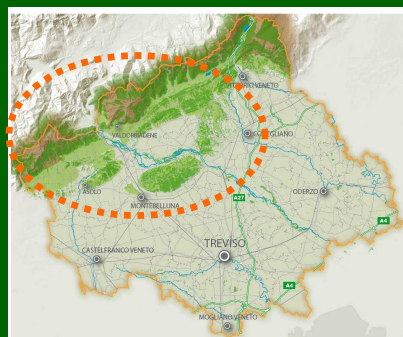 VITTORIO VENETO
VALDOBBIADENE
CONEGLIANO
ASOLO
ODERZO
MONTEBELLUNA
A27
A4
TREVISO
CASTELFRANCO VENETO
A4
MOGLIANO VENETO